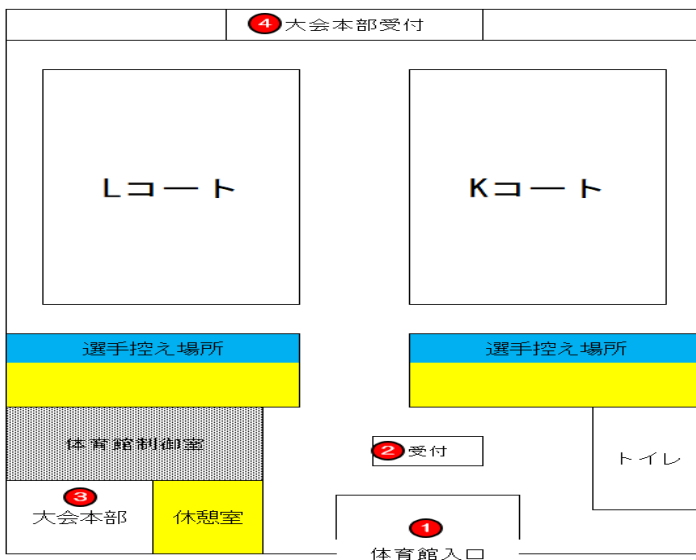 4 大会本部受付
Lコート
Kコート
選手控え場所
選手控え場所
体育館制御室
2 受付
トイレ
3
大会本部
休憩室
1
体育館入口